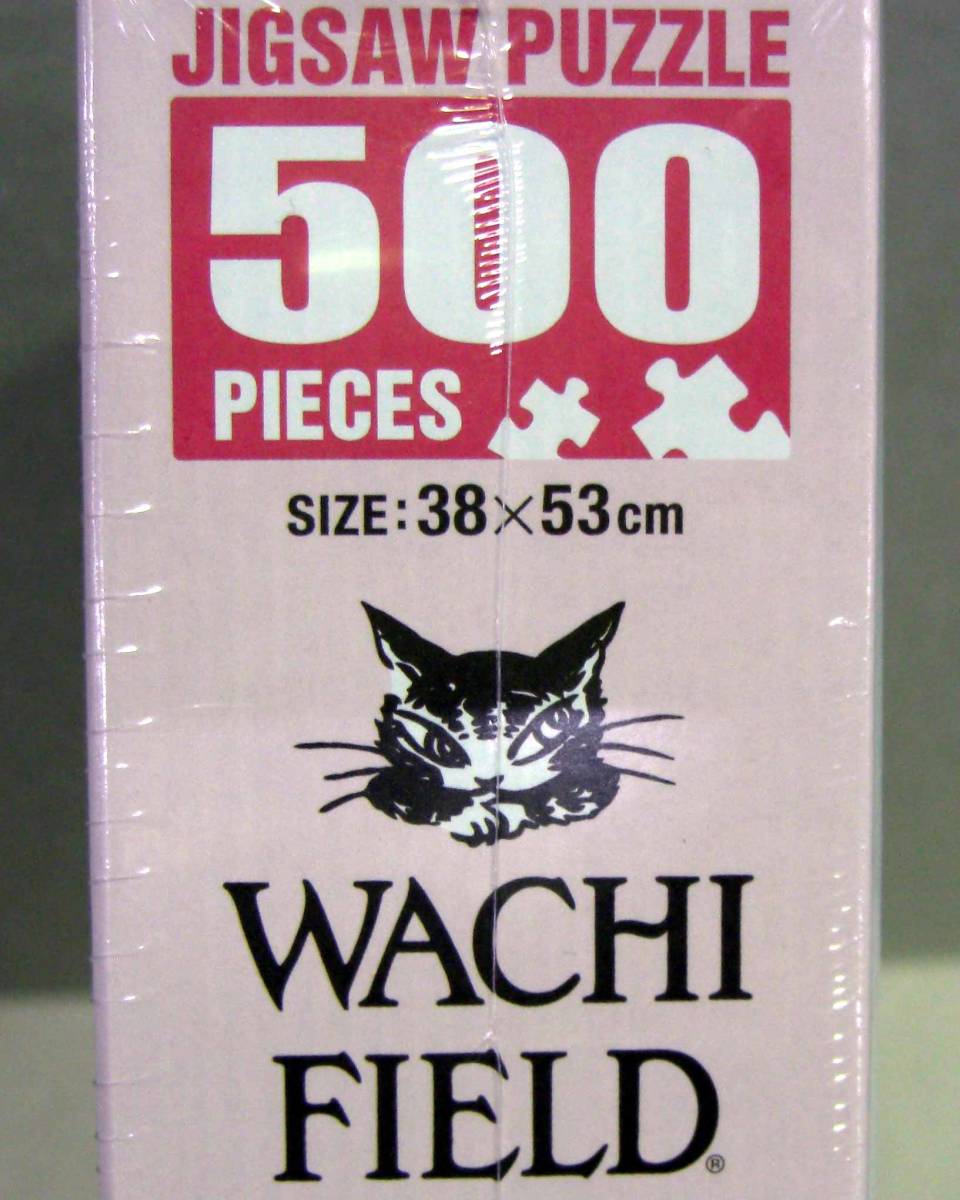 JIGSAW PUZZLE
500
PIECES
SIZE:38×53cm
WACHI
FIELD®